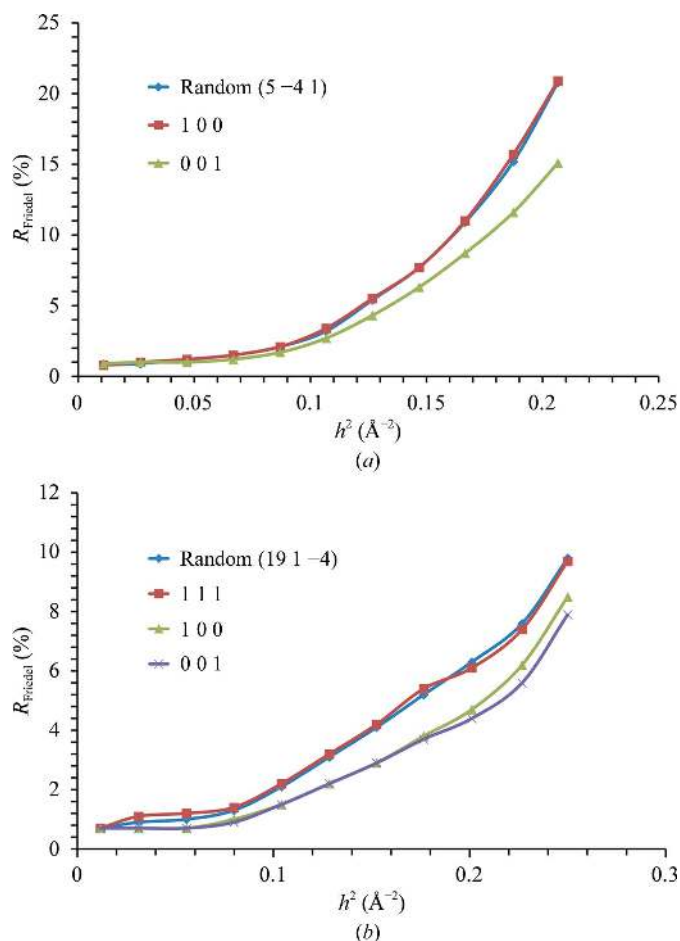 25
20
15
10
5
0
R_Friedel (%)
Random (5 −4 1)
1 0 0
0 0 1
0 0.05 0.1 0.15 0.2 0.25
h² (Å⁻²)
(a)
12
10
8
6
4
2
0
R_Friedel (%)
Random (19 1 −4)
1 1 1
1 0 0
0 0 1
0 0.1 0.2 0.3
h² (Å⁻²)
(b)